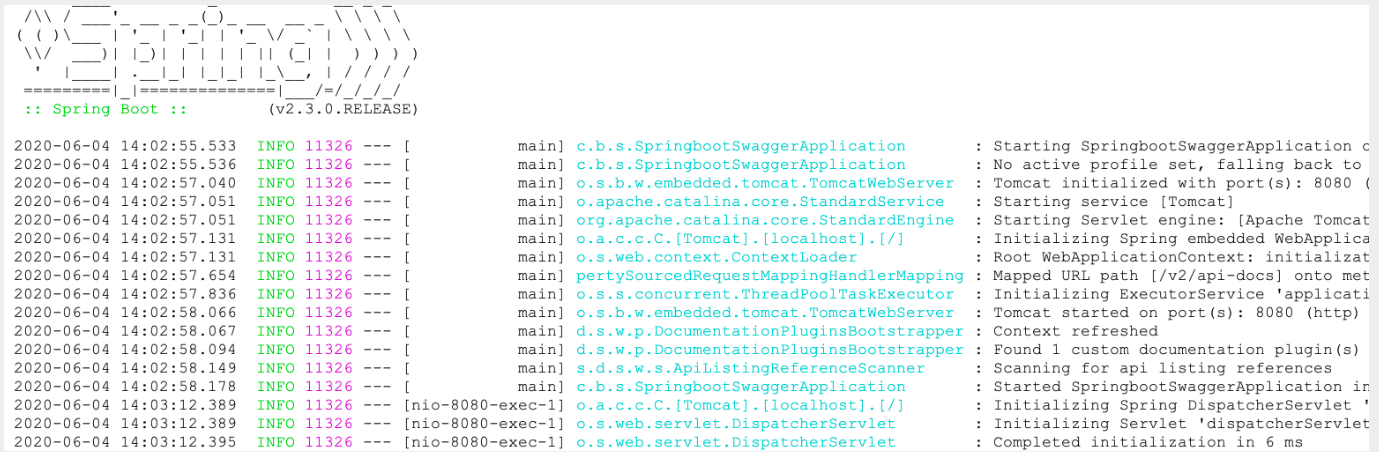 :: Spring Boot ::        (v2.3.0.RELEASE)
2020-06-04 14:02:55.533  INFO 11326 --- [           main] c.b.s.SpringbootSwaggerApplication       : Starting SpringbootSwaggerApplication
2020-06-04 14:02:55.536  INFO 11326 --- [           main] c.b.s.SpringbootSwaggerApplication       : No active profile set, falling back to
2020-06-04 14:02:57.040  INFO 11326 --- [           main] o.s.b.w.embedded.tomcat.TomcatWebServer  : Tomcat initialized with port(s): 8080 (
2020-06-04 14:02:57.051  INFO 11326 --- [           main] o.apache.catalina.core.StandardService   : Starting service [Tomcat]
2020-06-04 14:02:57.051  INFO 11326 --- [           main] org.apache.catalina.core.StandardEngine  : Starting Servlet engine: [Apache Tomcat
2020-06-04 14:02:57.131  INFO 11326 --- [           main] o.a.c.c.C.[Tomcat].[localhost].[/]       : Initializing Spring embedded WebApplica
2020-06-04 14:02:57.131  INFO 11326 --- [           main] o.s.web.context.ContextLoader            : Root WebApplicationContext: initializat
2020-06-04 14:02:57.654  INFO 11326 --- [           main] pertySourcedRequestMappingHandlerMapping : Mapped URL path [/v2/api-docs] onto met
2020-06-04 14:02:57.836  INFO 11326 --- [           main] o.s.s.concurrent.ThreadPoolTaskExecutor  : Initializing ExecutorService 'applicati
2020-06-04 14:02:58.066  INFO 11326 --- [           main] o.s.b.w.embedded.tomcat.TomcatWebServer  : Tomcat started on port(s): 8080 (http)
2020-06-04 14:02:58.067  INFO 11326 --- [           main] d.s.w.p.DocumentationPluginsBootstrapper : Context refreshed
2020-06-04 14:02:58.094  INFO 11326 --- [           main] d.s.w.p.DocumentationPluginsBootstrapper : Found 1 custom documentation plugin(s)
2020-06-04 14:02:58.149  INFO 11326 --- [           main] s.d.s.w.s.ApiListingReferenceScanner     : Scanning for api listing references
2020-06-04 14:02:58.178  INFO 11326 --- [           main] c.b.s.SpringbootSwaggerApplication       : Started SpringbootSwaggerApplication in
2020-06-04 14:03:12.389  INFO 11326 --- [nio-8080-exec-1] o.a.c.c.C.[Tomcat].[localhost].[/]       : Initializing Spring DispatcherServlet '
2020-06-04 14:03:12.389  INFO 11326 --- [nio-8080-exec-1] o.s.web.servlet.DispatcherServlet        : Initializing Servlet 'dispatcherServlet
2020-06-04 14:03:12.395  INFO 11326 --- [nio-8080-exec-1] o.s.web.servlet.DispatcherServlet        : Completed initialization in 6 ms